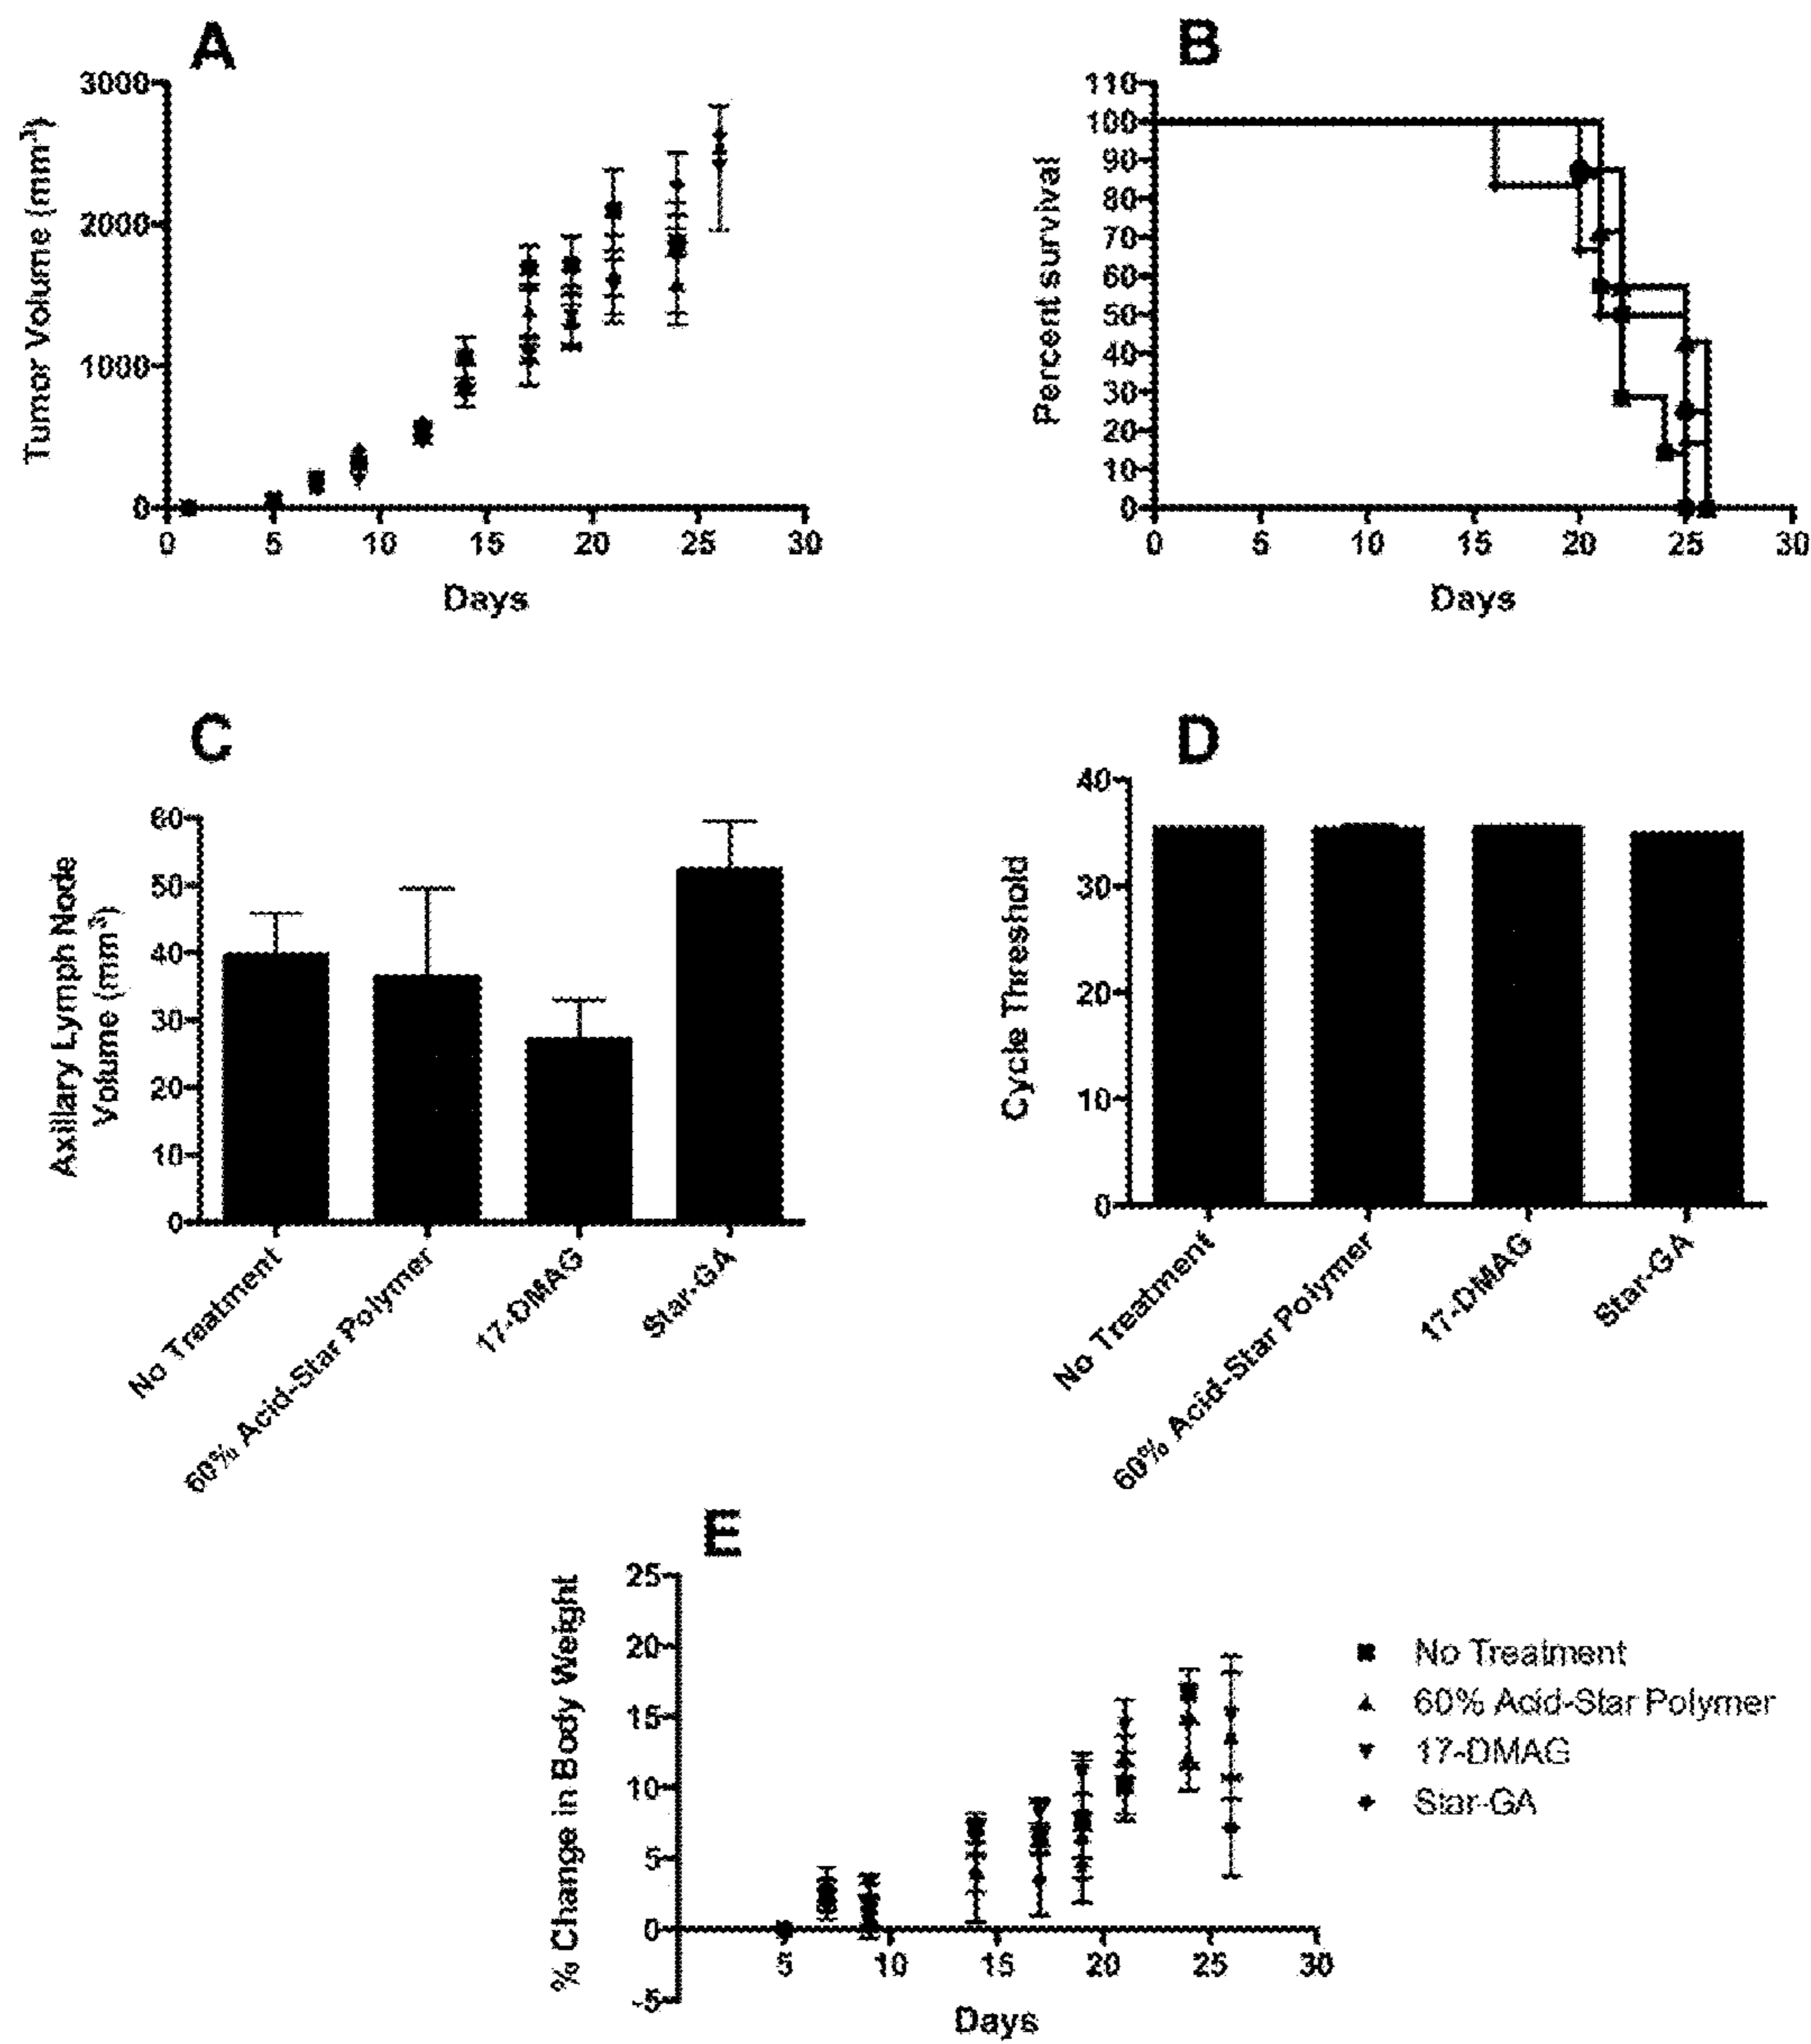 A
3000
2000
1000
0
Tumor Volume (mm³)
0 5 10 15 20 25 30
Days
B
110
100
90
80
70
60
50
40
30
20
10
0
Percent survival
0 5 10 15 20 25 30
Days
C
60
50
40
30
20
10
0
Axillary Lymph Node
Volume (mm³)
No Treatment
60% Acid-Star Polymer
17-DMAG
Star-GA
D
40
30
20
10
0
Cycle Threshold
No Treatment
60% Acid-Star Polymer
17-DMAG
Star-GA
E
25
20
15
10
5
0
-5
% Change in Body Weight
5 10 15 20 25 30
Days
No Treatment
60% Acid-Star Polymer
17-DMAG
Star-GA